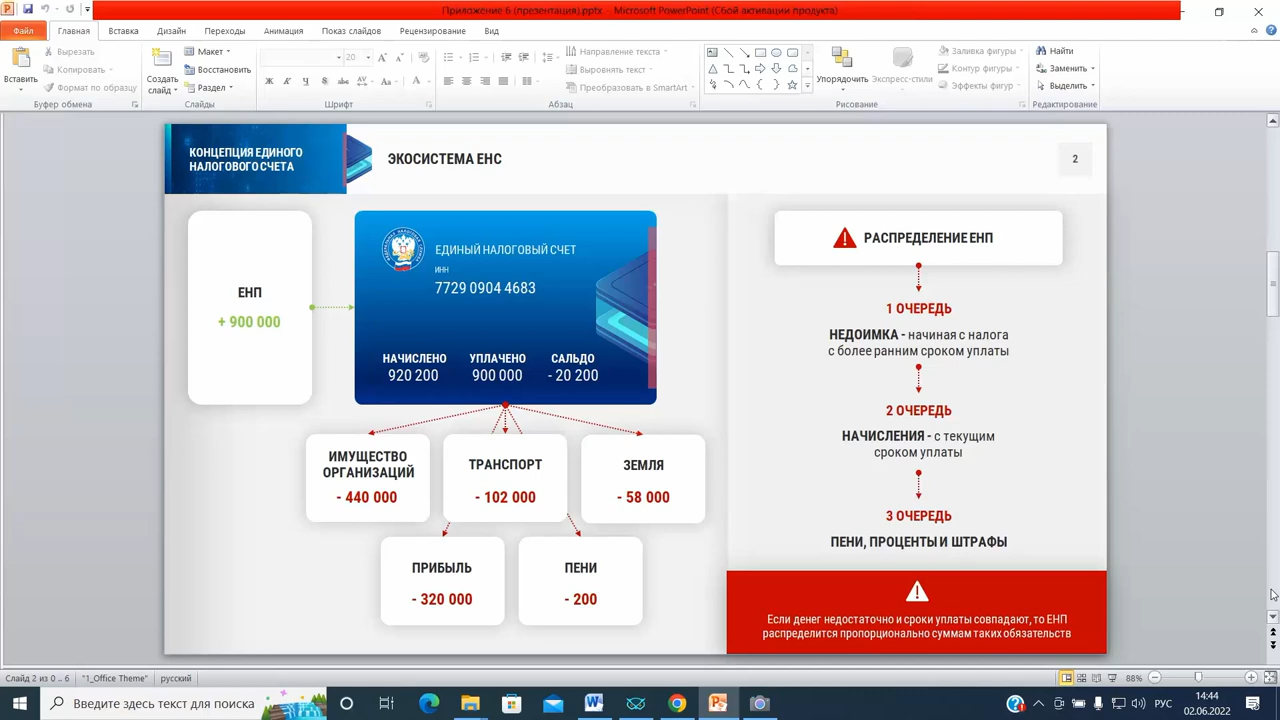 Приложение 6 (презентация).pptx - Microsoft PowerPoint (Сбой активации продукта)
Файл Главная Вставка Дизайн Переходы Анимация Показ слайдов Рецензирование Вид
Вставить
Вырезать
Копировать
Формат по образцу
Буфер обмена
Создать слайд
Макет
Восстановить
Раздел
Слайды
20
Шрифт
Направление текста
Выровнять текст
Преобразовать в SmartArt
Абзац
Упорядочить
Экспресс-стили
Заливка фигуры
Контур фигуры
Эффекты фигур
Рисование
Найти
Заменить
Выделить
Редактирование
КОНЦЕПЦИЯ ЕДИНОГО
НАЛОГОВОГО СЧЕТА
ЭКОСИСТЕМА ЕНС
2
ЕНП
+ 900 000
ЕДИНЫЙ НАЛОГОВЫЙ СЧЕТ
ИНН
7729 0904 4683
НАЧИСЛЕНО УПЛАЧЕНО САЛЬДО
920 200 900 000 - 20 200
ИМУЩЕСТВО
ОРГАНИЗАЦИЙ
- 440 000
ТРАНСПОРТ
- 102 000
ЗЕМЛЯ
- 58 000
ПРИБЫЛЬ
- 320 000
ПЕНИ
- 200
РАСПРЕДЕЛЕНИЕ ЕНП
1 ОЧЕРЕДЬ
НЕДОИМКА - начиная с налога
с более ранним сроком уплаты
2 ОЧЕРЕДЬ
НАЧИСЛЕНИЯ - с текущим
сроком уплаты
3 ОЧЕРЕДЬ
ПЕНИ, ПРОЦЕНТЫ И ШТРАФЫ
Если денег недостаточно и сроки уплаты совпадают, то ЕНП
распределится пропорционально суммам таких обязательств
Слайд 2 из 0 .. 6 "1_Office Theme" русский 88%
Введите здесь текст для поиска
РУС
14:44
02.06.2022